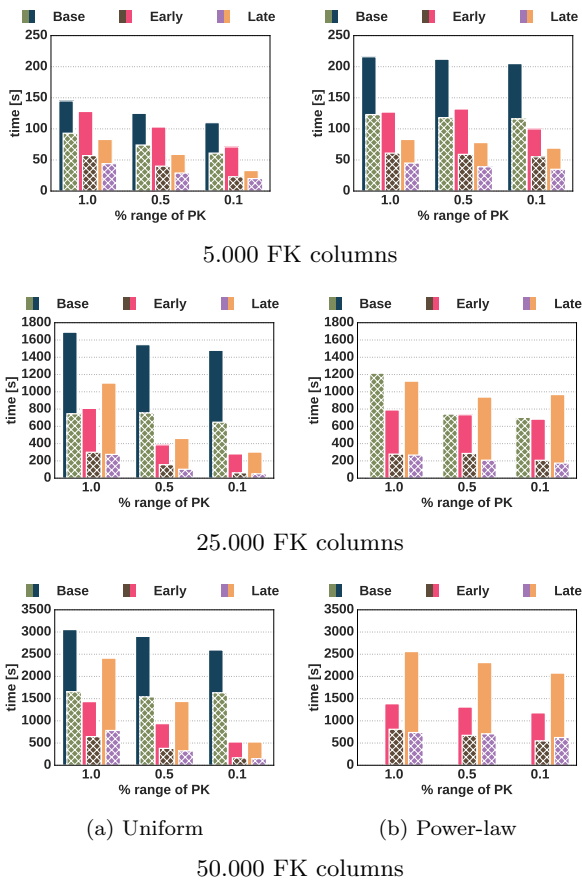 Base Early Late
Base Early Late
250
200
150
100
50
0
time [s]
1.0 0.5 0.1
% range of PK
250
200
150
100
50
0
time [s]
1.0 0.5 0.1
% range of PK
5.000 FK columns
Base Early Late
Base Early Late
1800
1600
1400
1200
1000
800
600
400
200
0
time [s]
1.0 0.5 0.1
% range of PK
1800
1600
1400
1200
1000
800
600
400
200
0
time [s]
1.0 0.5 0.1
% range of PK
25.000 FK columns
Base Early Late
Base Early Late
3500
3000
2500
2000
1500
1000
500
0
time [s]
1.0 0.5 0.1
% range of PK
3500
3000
2500
2000
1500
1000
500
0
time [s]
1.0 0.5 0.1
% range of PK
(a) Uniform
(b) Power-law
50.000 FK columns